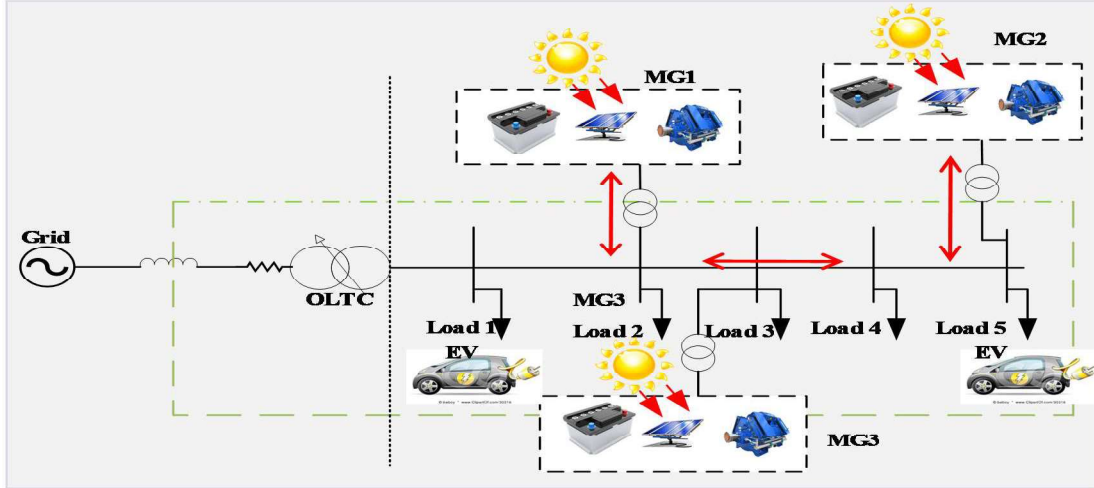 MG2
MG1
Grid
OLTC
MG3
Load 1
Load 2
Load 3
Load 4
Load 5
EV
EV
MG3